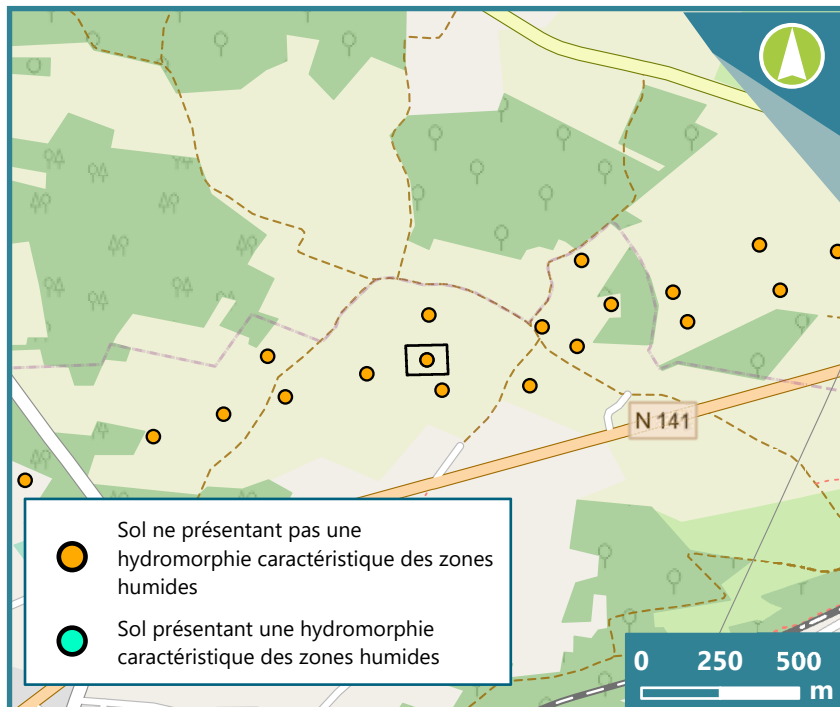 N 141
Sol ne présentant pas une
hydromorphie caractéristique des zones
humides
Sol présentant une hydromorphie
caractéristique des zones humides
0 250 500
m